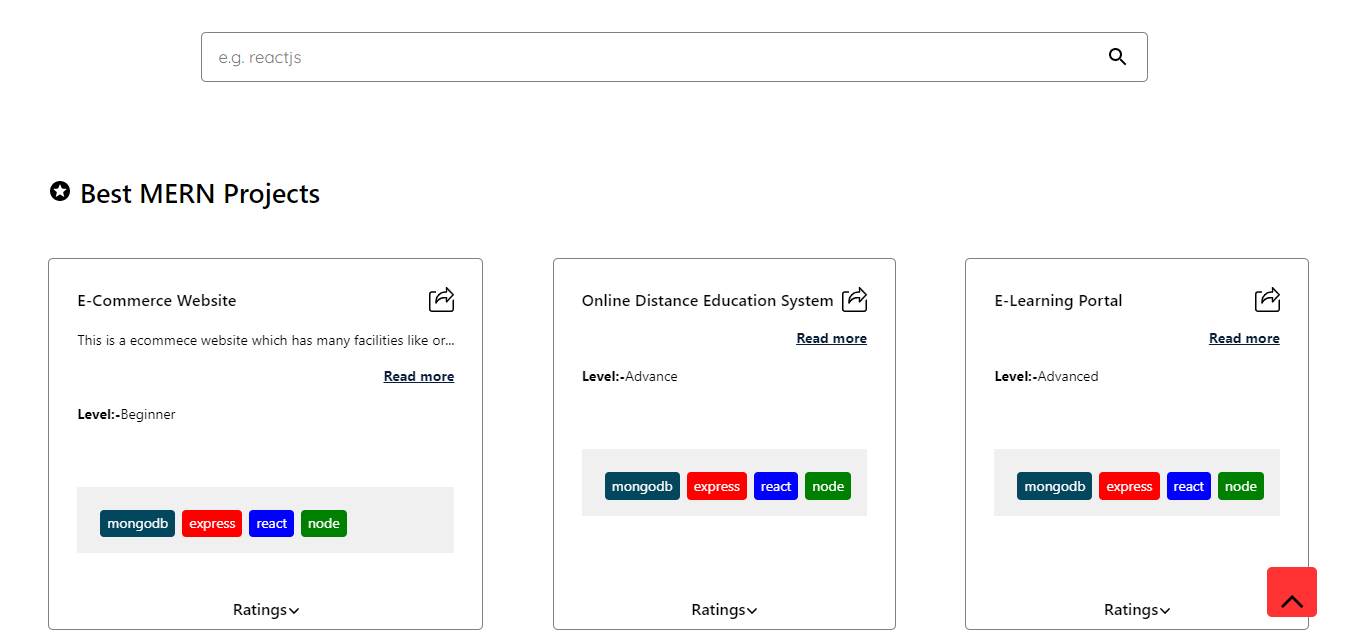 e.g. reactjs
Best MERN Projects
E-Commerce Website
This is a ecommece website which has many facilities like or...
Read more
Level:-Beginner
mongodb express react node
Ratings
Online Distance Education System
Read more
Level:-Advance
mongodb express react node
Ratings
E-Learning Portal
Read more
Level:-Advanced
mongodb express react node
Ratings